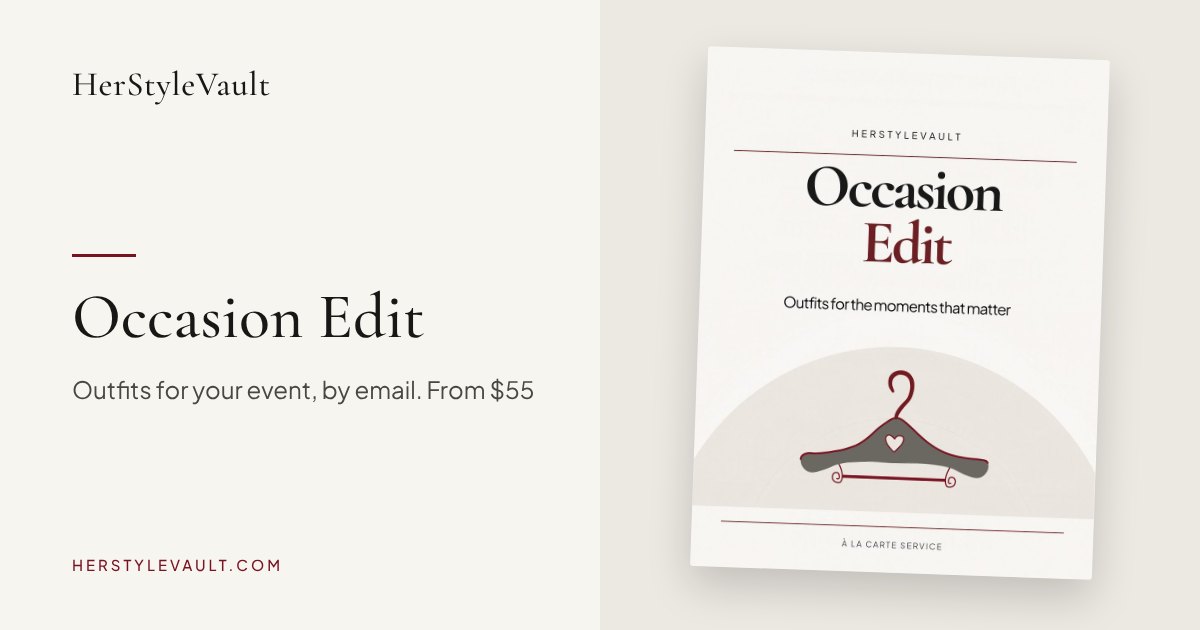 HerStyleVault
Occasion Edit
Outfits for your event, by email. From $55
HERSTYLEVAULT.COM
HERSTYLEVAULT
Occasion
Edit
Outfits for the moments that matter
À LA CARTE SERVICE